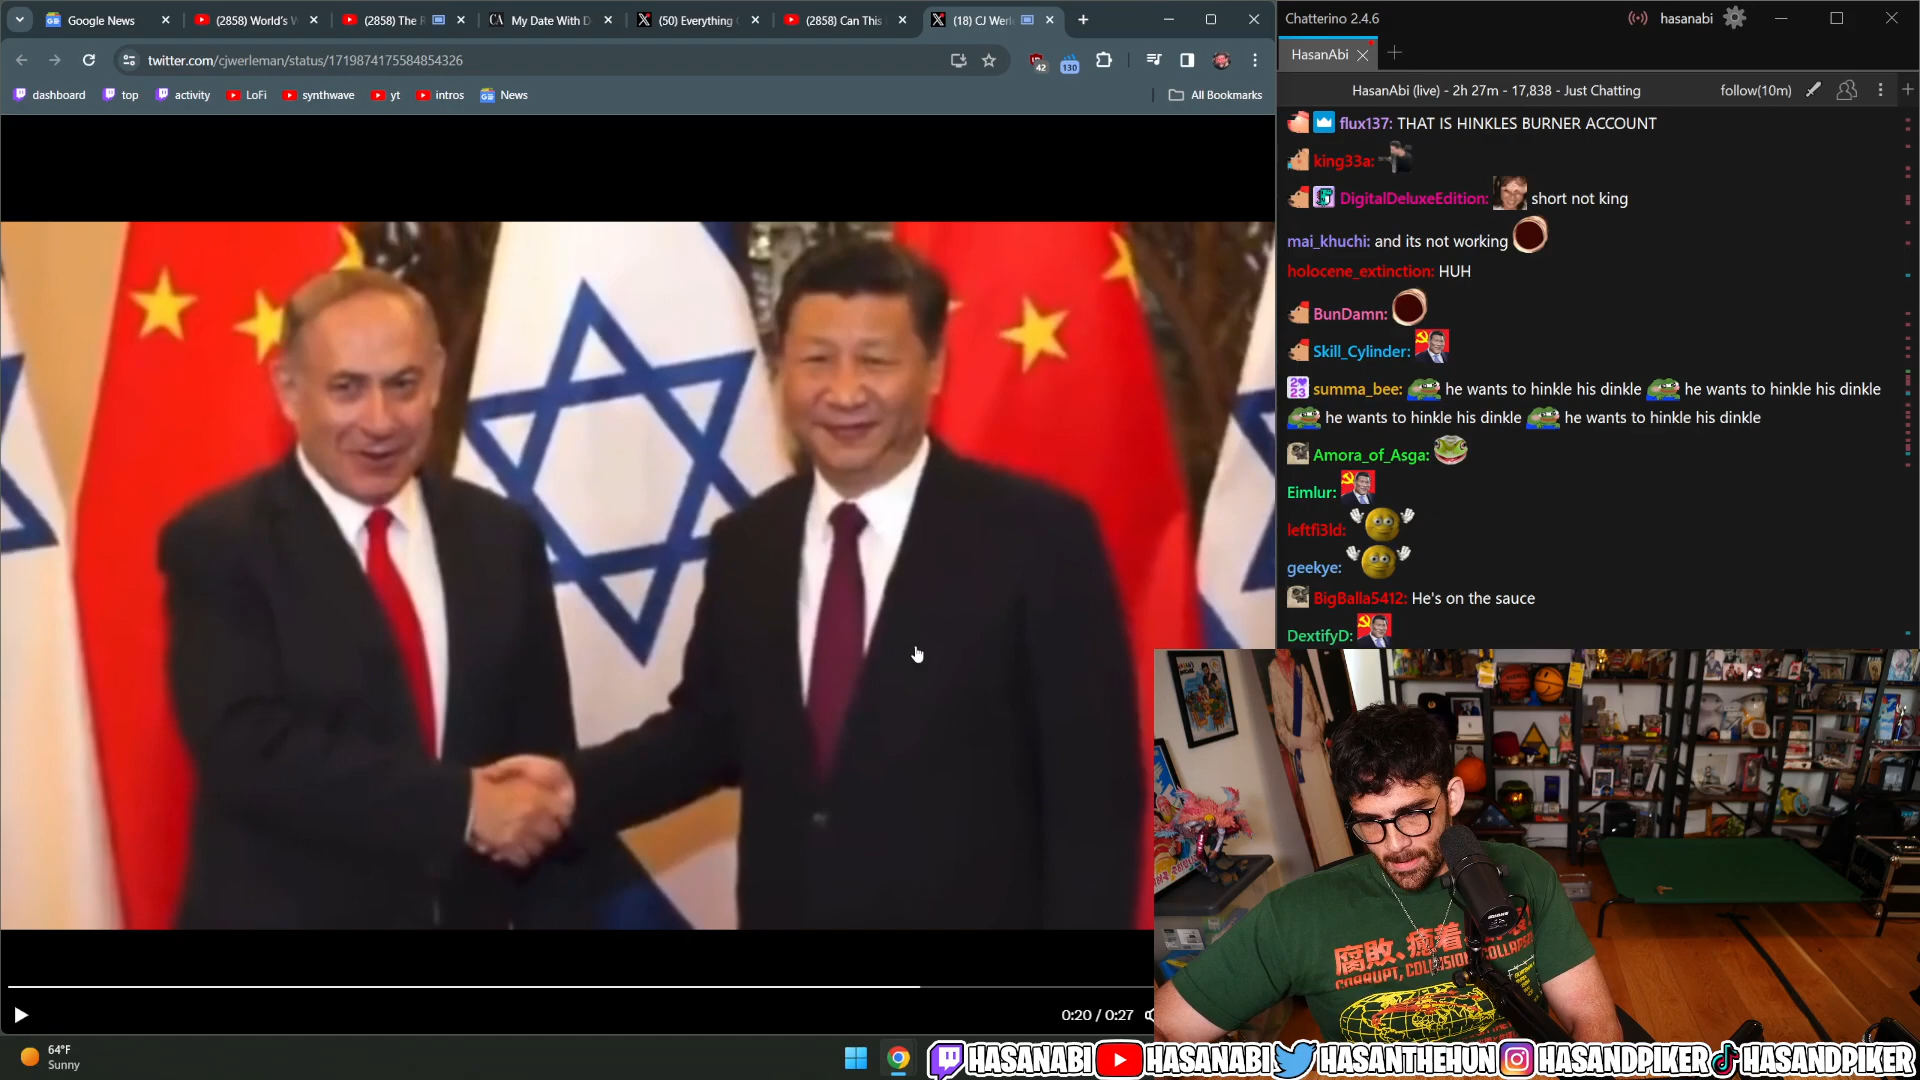 Google News
(2858) World's
(2858) The
CA My Date With
(50) Everything
(2858) Can This
(18) CJ Werl
twitter.com/cjwerleman/status/1719874175584854326
42
130
dashboard
top
activity
LoFi
synthwave
yt
intros
News
All Bookmarks
0:20 / 0:27
64°F
Sunny
Chatterino 2.4.6
hasanabi
HasanAbi
HasanAbi (live) - 2h 27m - 17,838 - Just Chatting
follow(10m)
flux137: THAT IS HINKLES BURNER ACCOUNT
king33a:
DigitalDeluxeEdition: short not king
mai_khuchi: and its not working
holocene_extinction: HUH
BunDamn:
Skill_Cylinder:
summa_bee: he wants to hinkle his dinkle he wants to hinkle his dinkle
he wants to hinkle his dinkle he wants to hinkle his dinkle
Amora_of_Asga:
Eimlur:
leftfi3ld:
geekye:
BigBalla5412: He's on the sauce
DextifyD:
腐敗、癒着
CORRUPT, COLLUSION, COLLAPSE
HASANABI HASANABI HASANTHEHUN HASANDPIKER HASANDPIKER